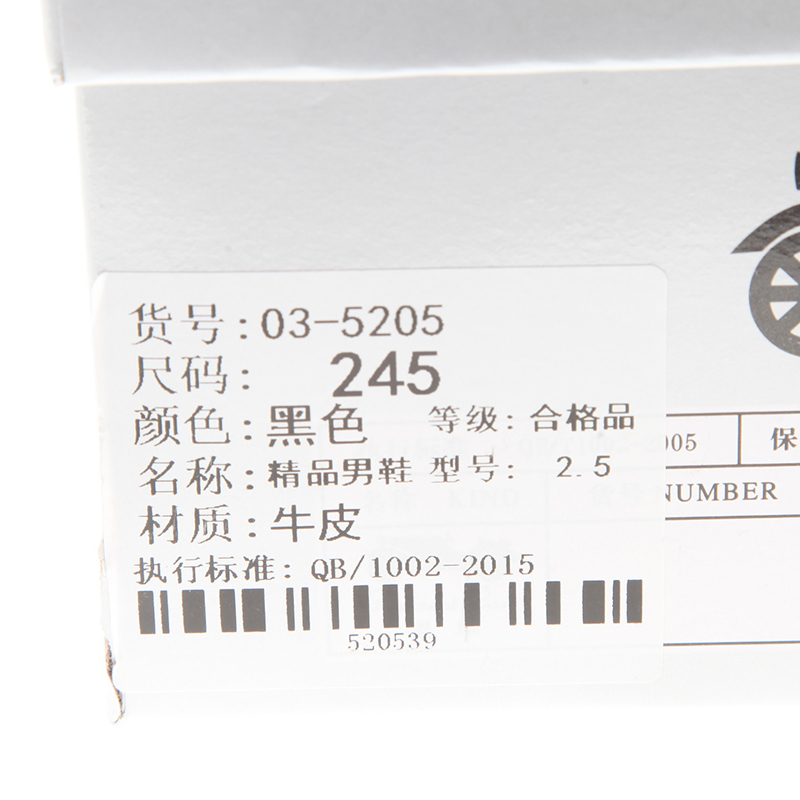 货号:03-5205
尺码: 245
颜色:黑色 等级: 合格品
名称:精品男鞋 型号: 2.5
材质:牛皮
执行标准: QB/1002-2015
520539
005
保
NUMBER